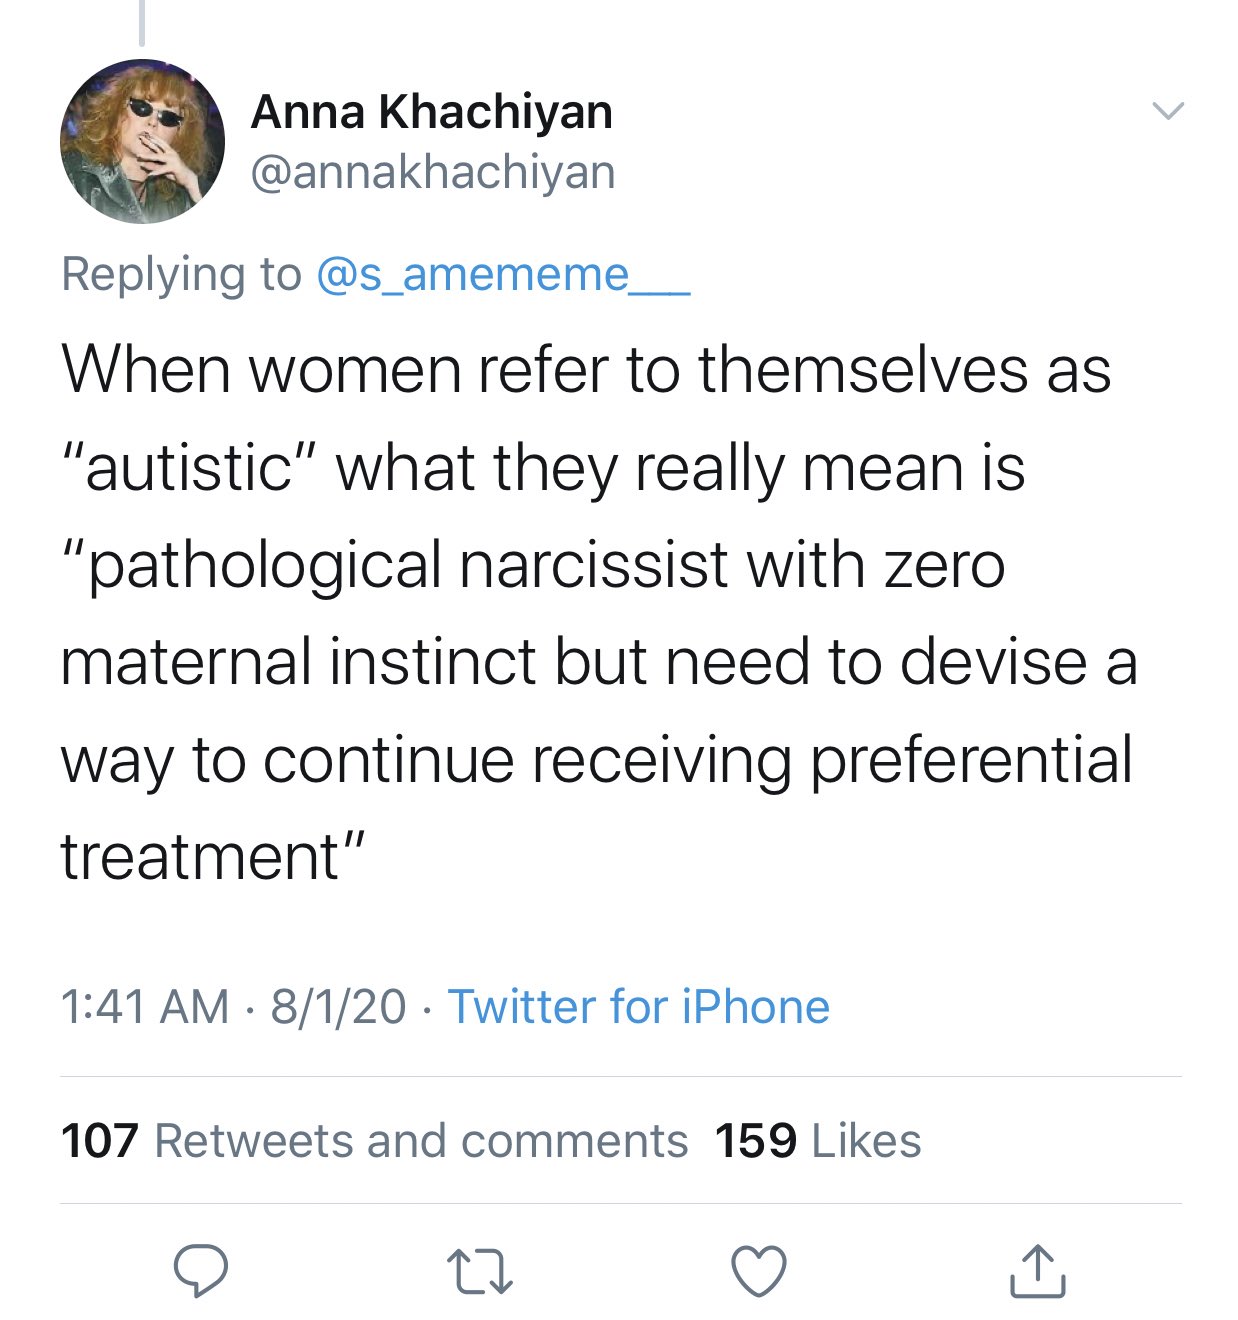 Anna Khachiyan
@annakhachiyan
Replying to @s_amememe___
When women refer to themselves as
“autistic” what they really mean is
“pathological narcissist with zero
maternal instinct but need to devise a
way to continue receiving preferential
treatment”
1:41 AM · 8/1/20 · Twitter for iPhone
107 Retweets and comments 159 Likes